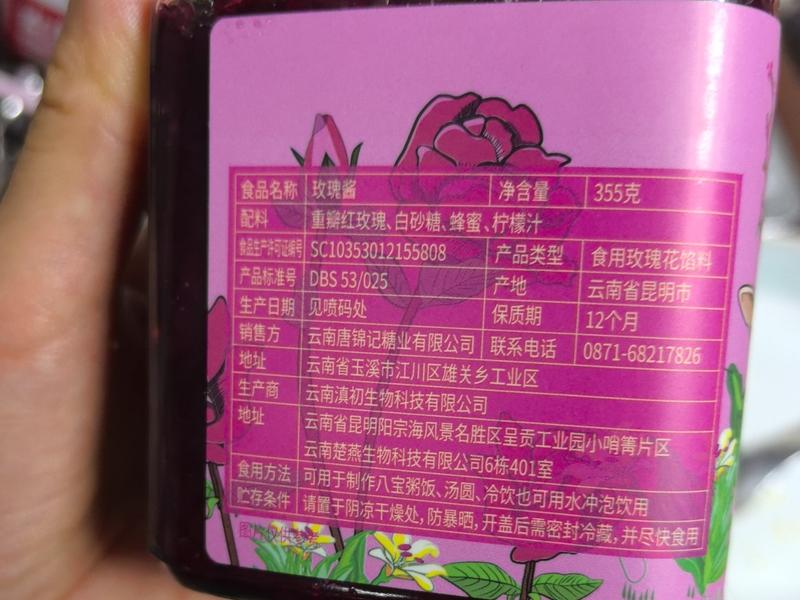 食品名称 玫瑰酱 净含量 355克
配料 重瓣红玫瑰、白砂糖、蜂蜜、柠檬汁
食品生产许可证编号 SC10353012155808 产品类型 食用玫瑰花馅料
产品标准号 DBS 53/025 产地 云南省昆明市
生产日期 见喷码处 保质期 12个月
销售方 云南唐锦记糖业有限公司 联系电话 0871-68217826
地址 云南省玉溪市江川区雄关乡工业区
生产商 云南滇初生物科技有限公司
地址 云南省昆明阳宗海风景名胜区呈贡工业园小哨箐片区
云南楚燕生物科技有限公司6栋401室
食用方法 可用于制作八宝粥饭、汤圆、冷饮也可用水冲泡饮用
贮存条件 请置于阴凉干燥处,防暴晒,开盖后需密封冷藏,并尽快食用
图片仅供参考